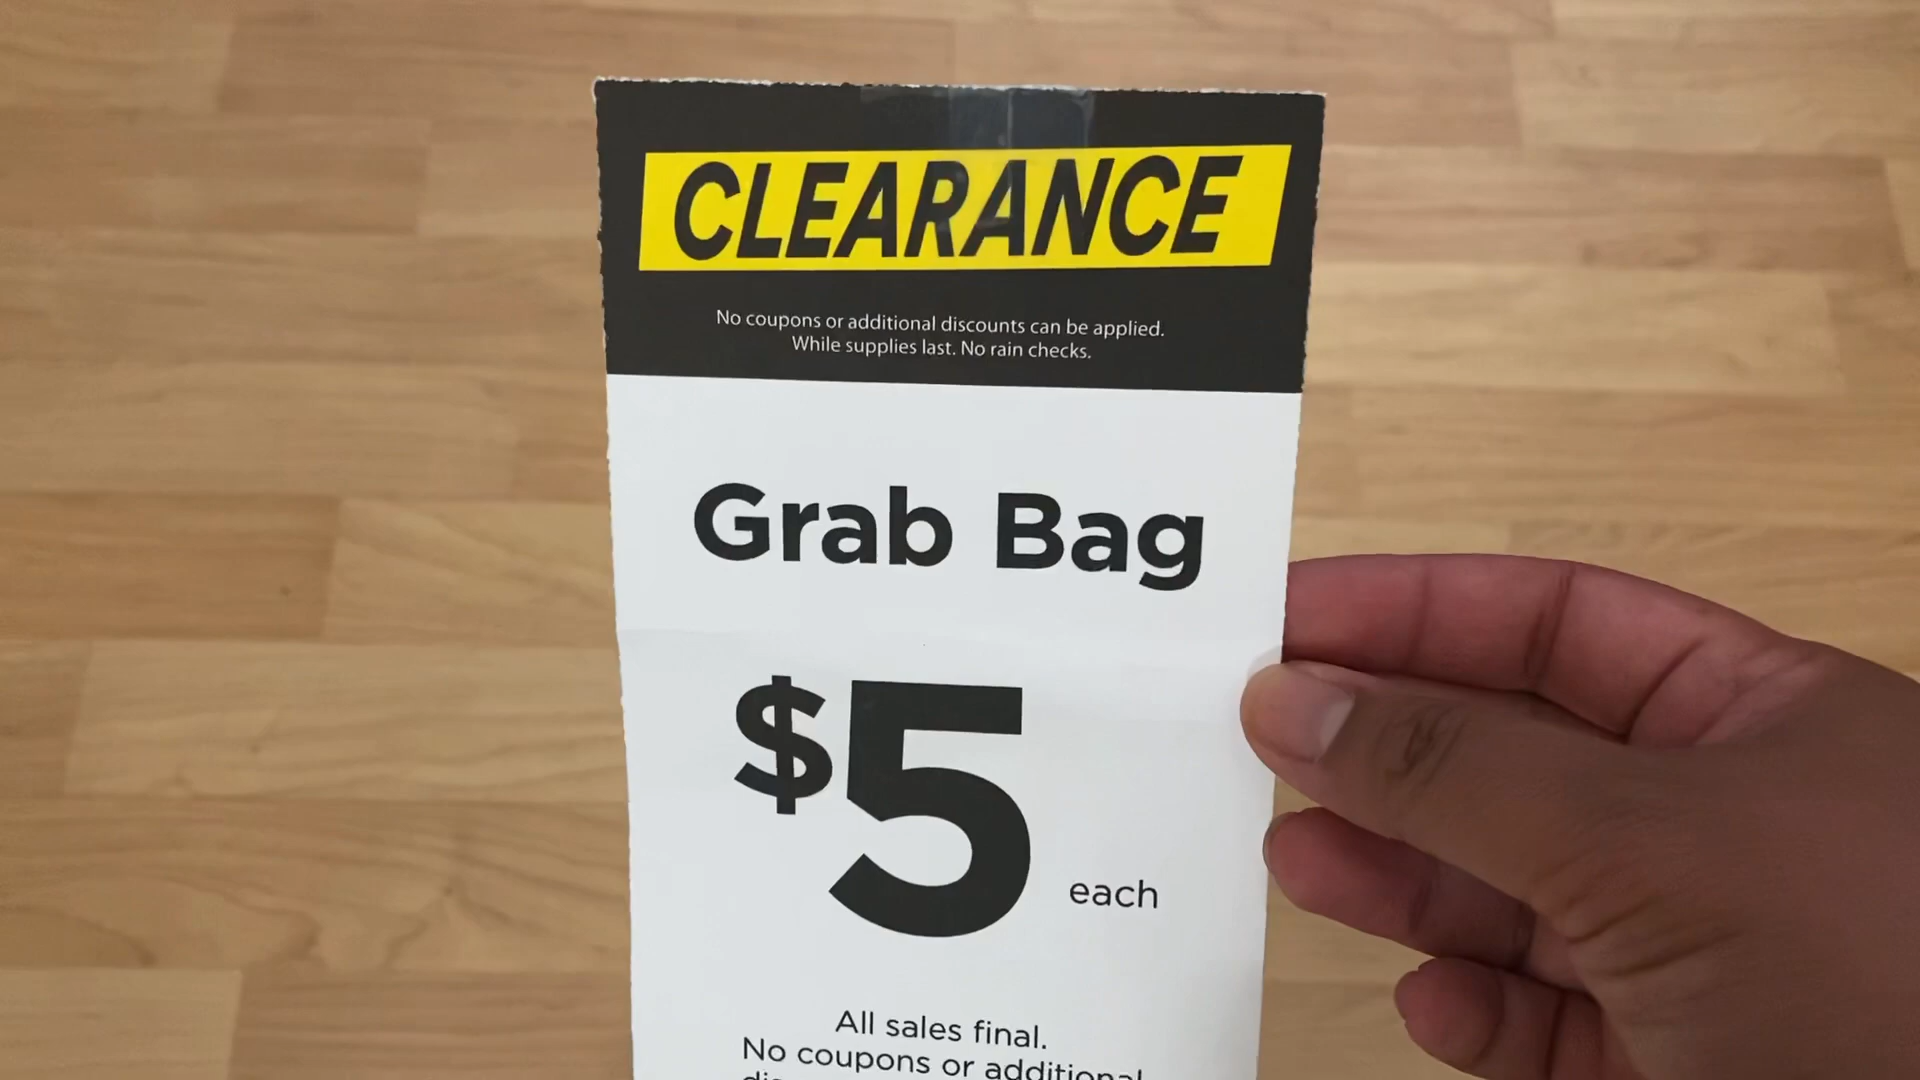 CLEARANCE
No coupons or additional discounts can be applied.
While supplies last. No rain checks.
Grab Bag
$5 each
All sales final.
No coupons or additional